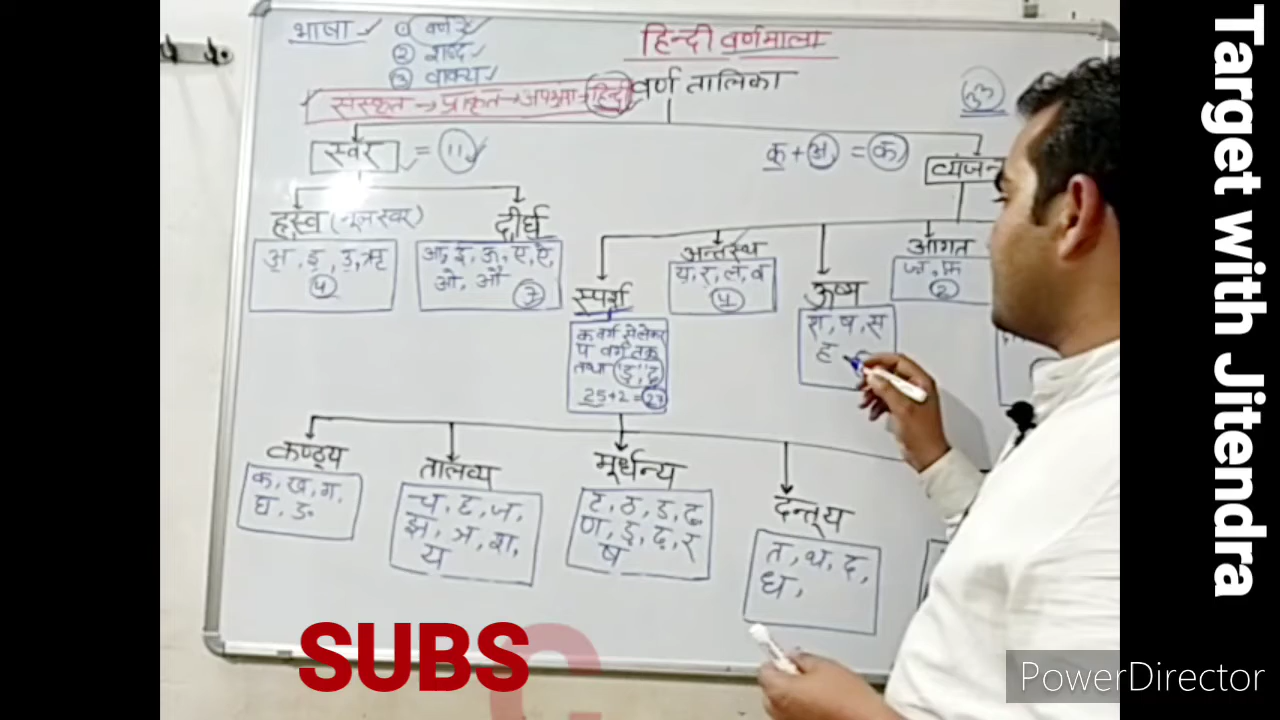 भाषा
① वर्ण
② शब्द
③ वाक्य
हिन्दी वर्णमाला
वर्ण तालिका
संस्कृत → प्राकृत → अपभ्रंश → हिन्दी
स्वर = 11
क् + अ = क
व्यंजन
ह्रस्व (मूल स्वर)
अ, इ, उ, ऋ
4
दीर्घ
आ, ई, ऊ, ए, ऐ,
ओ, औ
7
स्पर्श
क वर्ग से लेकर
प वर्ग तक
तथा 'ड़', 'ढ़'
25+2=27
अन्तस्थ
य, र, ल, व
4
ऊष्म
श, ष, स
ह
आगत
ज़, फ़
2
कण्ठ्य
क, ख, ग,
घ, ङ
तालव्य
च, छ, ज,
झ, ञ, श,
य
मूर्धन्य
ट, ठ, ड, ढ,
ण, ड़, ढ़, र
ष
दन्त्य
त, थ, द,
ध,
SUBS
Target with Jitendra
PowerDirector